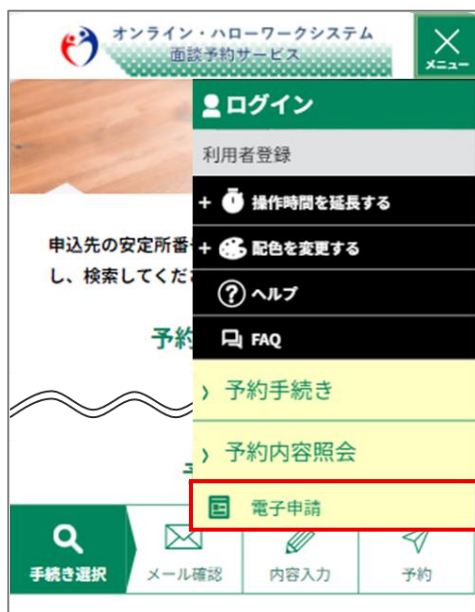 オンライン・ハローワークシステム
面談予約サービス
メニュー
ログイン
利用者登録
+ 操作時間を延長する
申込先の安定所番
+ 配色を変更する
し、検索してくだ
ヘルプ
予約
FAQ
予約手続き
予約内容照会
電子申請
手続き選択
メール確認
内容入力
予約